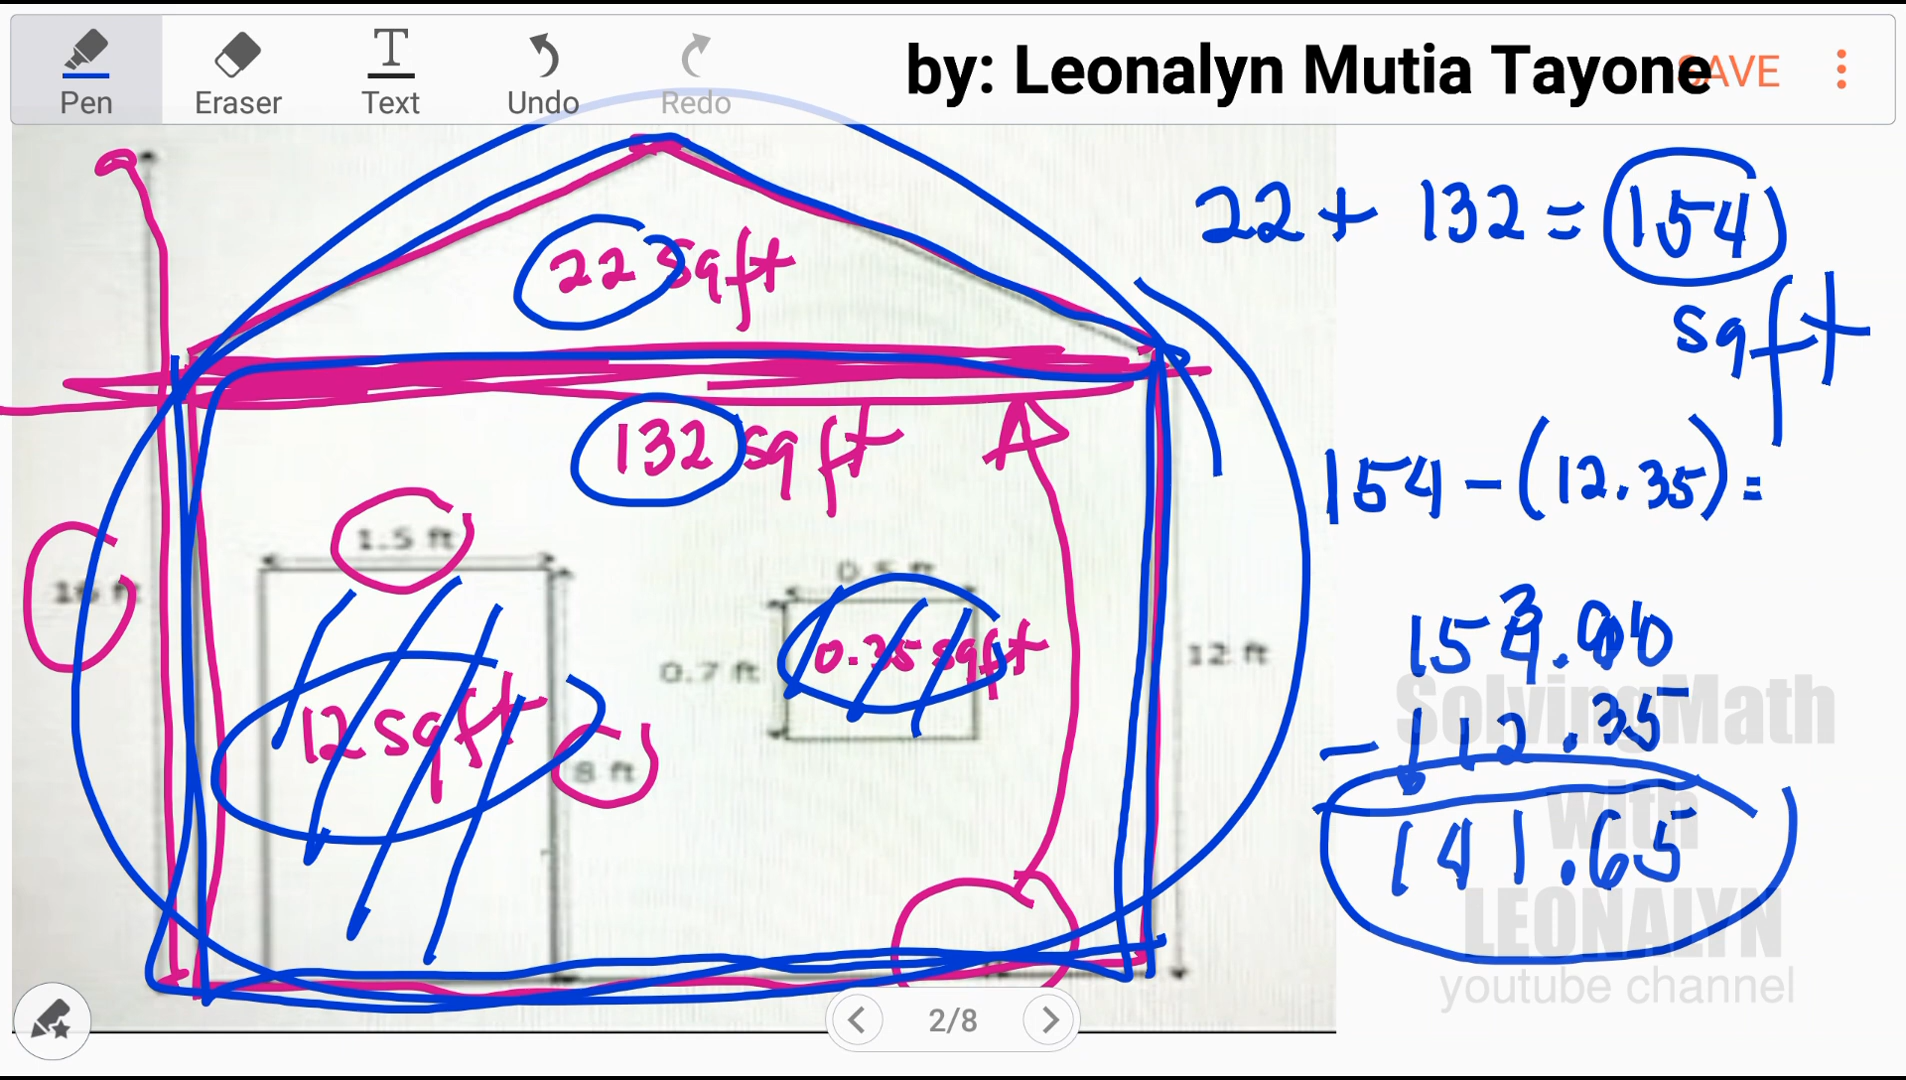 Pen
Eraser
T
Text
Undo
Redo
by: Leonalyn Mutia Tayone
SAVE
22 + 132 = 154
sqft
22 sqft
132 sqft
154 - (12.35) =
1.5 ft
0.5 ft
16 ft
0.35 sqft
0.7 ft
12 ft
12 sqft
8 ft
3
154.00
- 12.35
141.65
Solving Math
with
LEONALYN
youtube channel
2/8